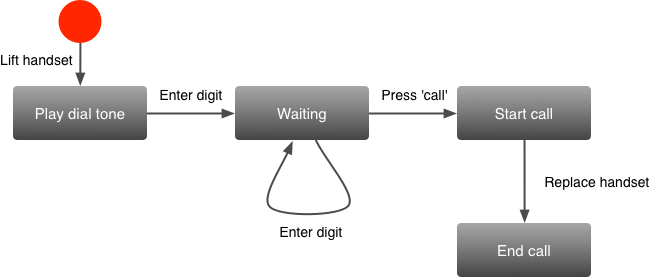 Lift handset
Play dial tone
Enter digit
Waiting
Press 'call'
Start call
Enter digit
Replace handset
End call